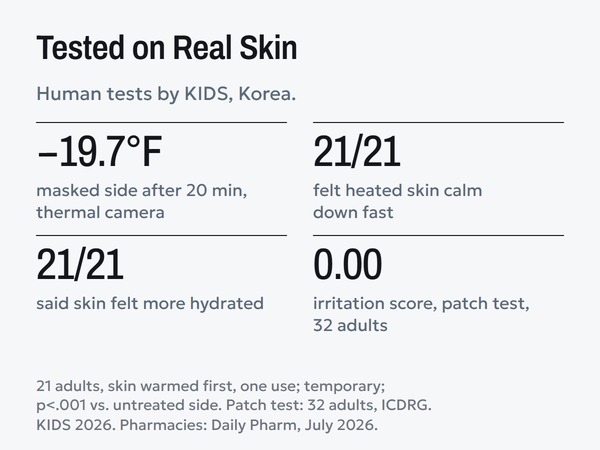 Tested on Real Skin
Human tests by KIDS, Korea.
−19.7°F
masked side after 20 min,
thermal camera
21/21
felt heated skin calm
down fast
21/21
said skin felt more hydrated
0.00
irritation score, patch test,
32 adults
21 adults, skin warmed first, one use; temporary;
p<.001 vs. untreated side. Patch test: 32 adults, ICDRG.
KIDS 2026. Pharmacies: Daily Pharm, July 2026.